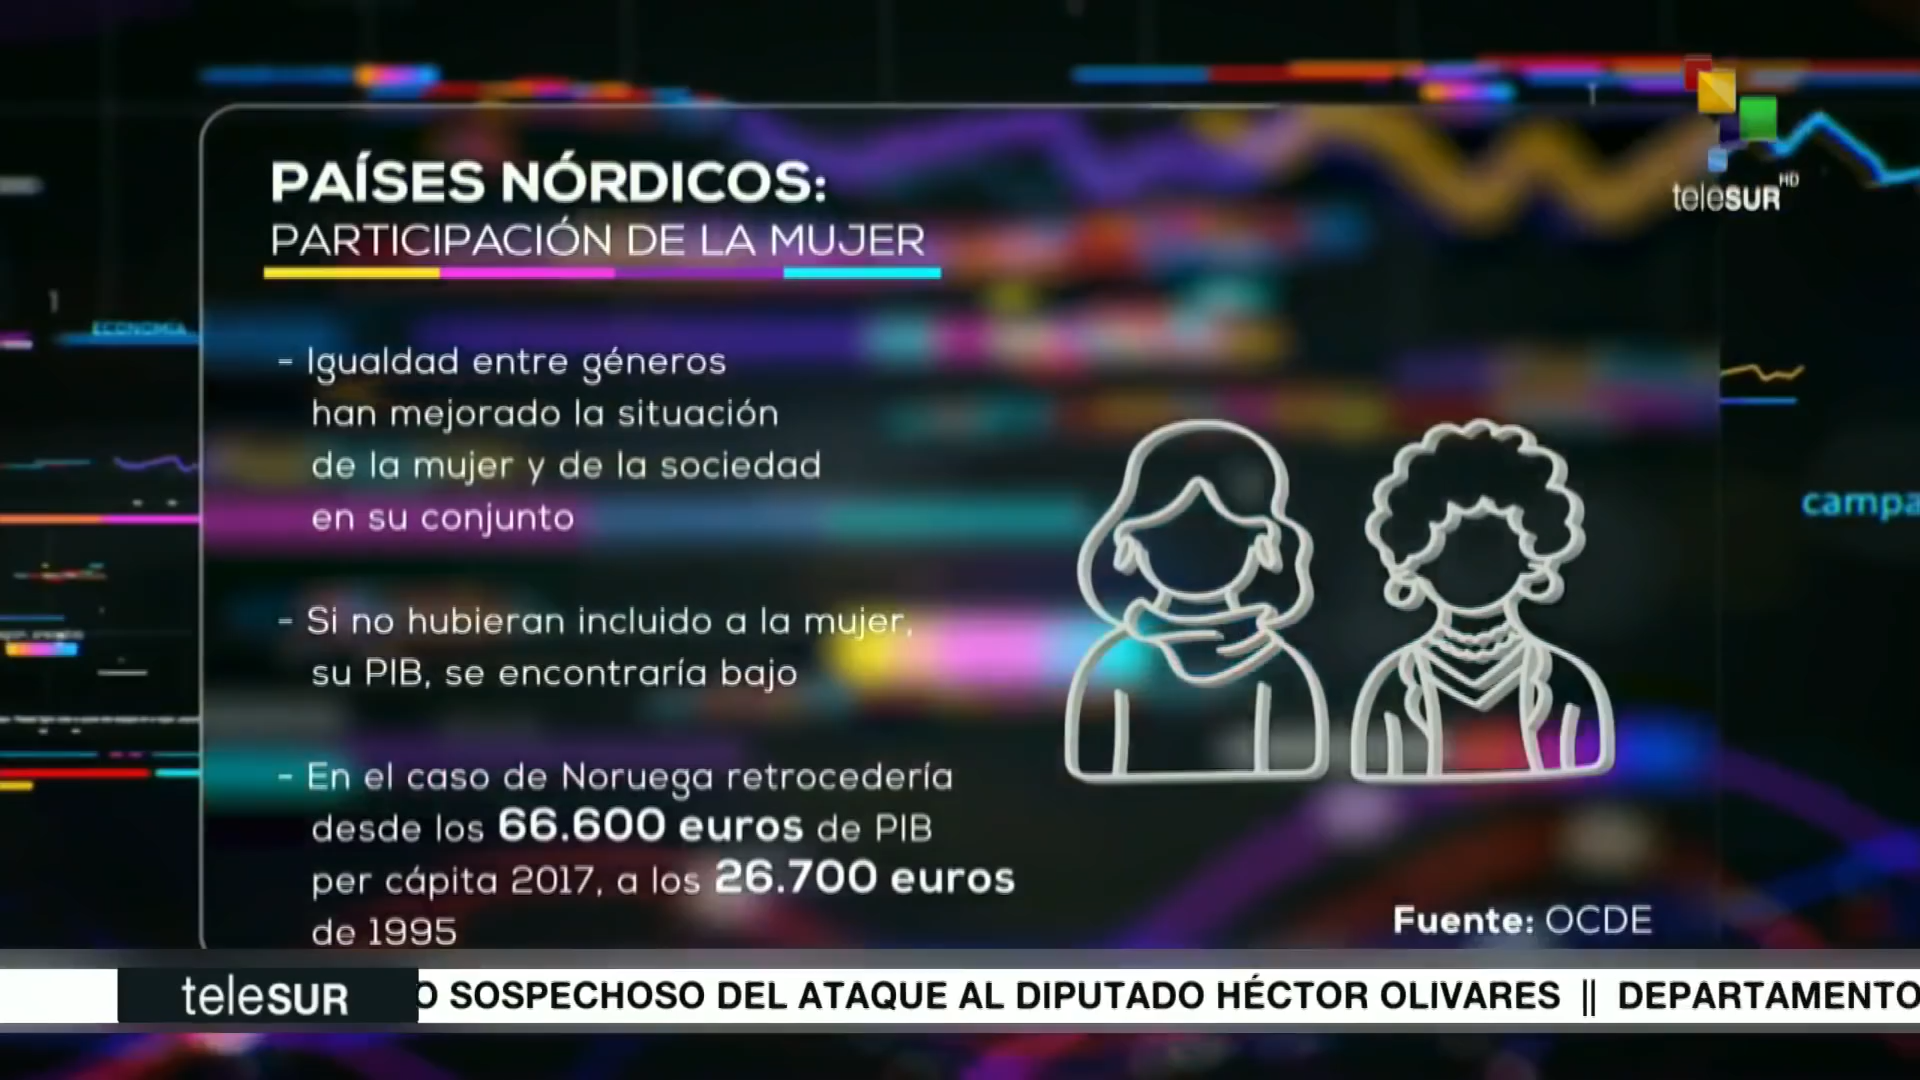 PAÍSES NÓRDICOS:
PARTICIPACIÓN DE LA MUJER
teleSUR HD
ECONOMÍA
- Igualdad entre géneros
han mejorado la situación
de la mujer y de la sociedad
en su conjunto
campa
- Si no hubieran incluido a la mujer,
su PIB, se encontraría bajo
- En el caso de Noruega retrocedería
desde los 66.600 euros de PIB
per cápita 2017, a los 26.700 euros
de 1995
Fuente: OCDE
teleSUR
O SOSPECHOSO DEL ATAQUE AL DIPUTADO HÉCTOR OLIVARES || DEPARTAMENTO